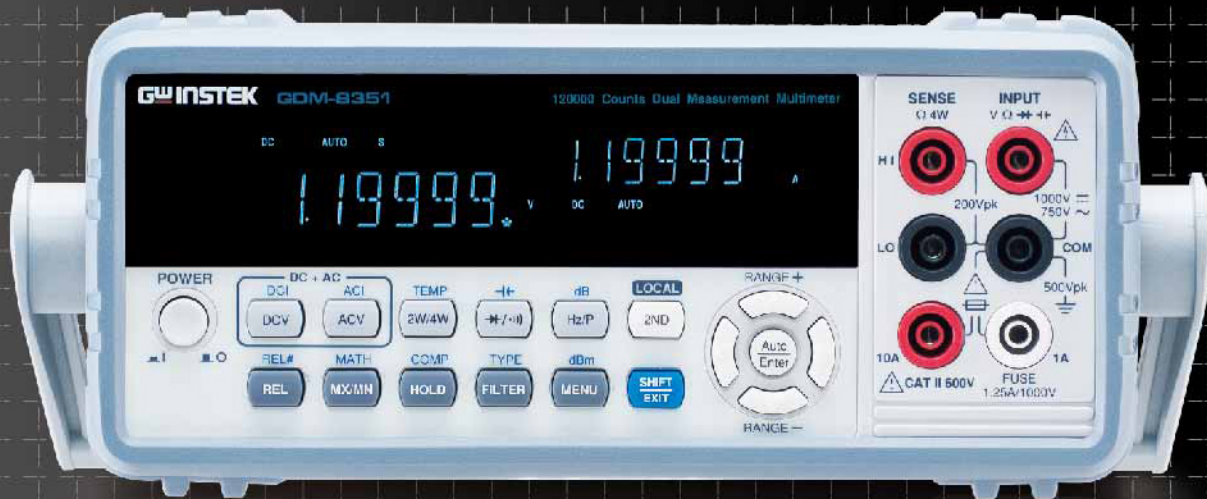 GW INSTEK GDM-8351
120000 Counts Dual Measurement Multimeter
DC AUTO S
1.19999 V
1.19999 A
DC AUTO
POWER
I O
DC + AC
DCI ACI TEMP dB LOCAL
DCV ACV 2W/4W Hz/P 2ND
REL# MATH COMP TYPE dBm
REL MX/MN HOLD FILTER MENU SHIFT EXIT
RANGE +
Auto
Enter
RANGE −
SENSE INPUT
Ω 4W V Ω
HI
200Vpk
1000V
750V
LO COM
500Vpk
10A 1A
CAT II 600V
FUSE
1.25A/1000V